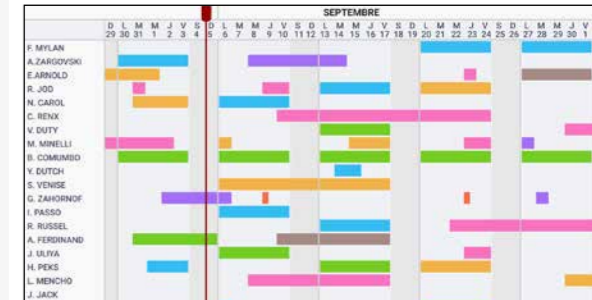 SEPTEMBRE
D L M M J V S D L M M J V S D L M M J V S D L M M J V S D L M M J V
29 30 31 1 2 3 4 5 6 7 8 9 10 11 12 13 14 15 16 17 18 19 20 21 22 23 24 25 26 27 28 29 30 1
F. MYLAN
A.ZARGOVSKI
E.ARNOLD
R. JOO
N. CAROL
C. RENX
V. DUTY
M. MINELLI
B. COMUMBO
Y. DUTCH
S. VENISE
G. ZAHORNOF
I. PASSO
R. RUSSEL
A. FERDINAND
J. ULIYA
H. PEKS
L. MENCHO
J. JACK